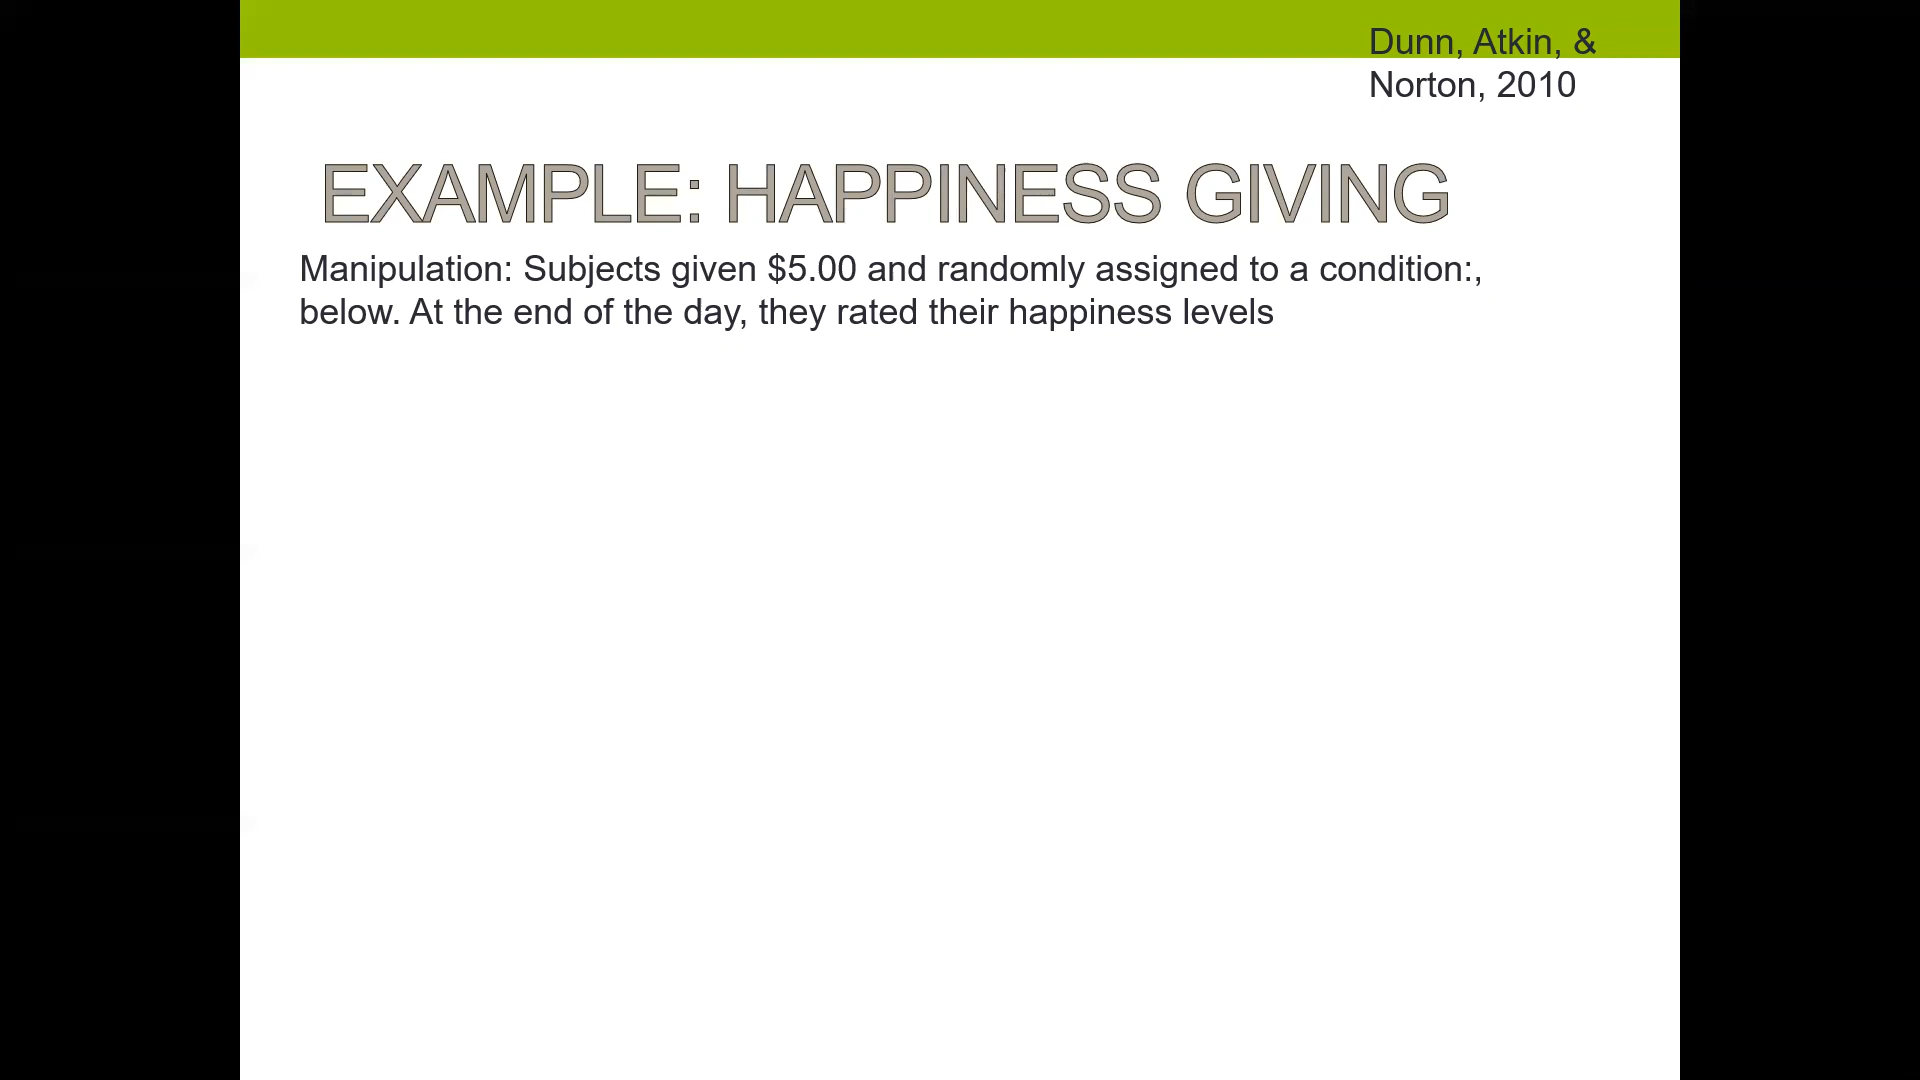 Dunn, Atkin, &
Norton, 2010
EXAMPLE: HAPPINESS GIVING
Manipulation: Subjects given $5.00 and randomly assigned to a condition:,
below. At the end of the day, they rated their happiness levels